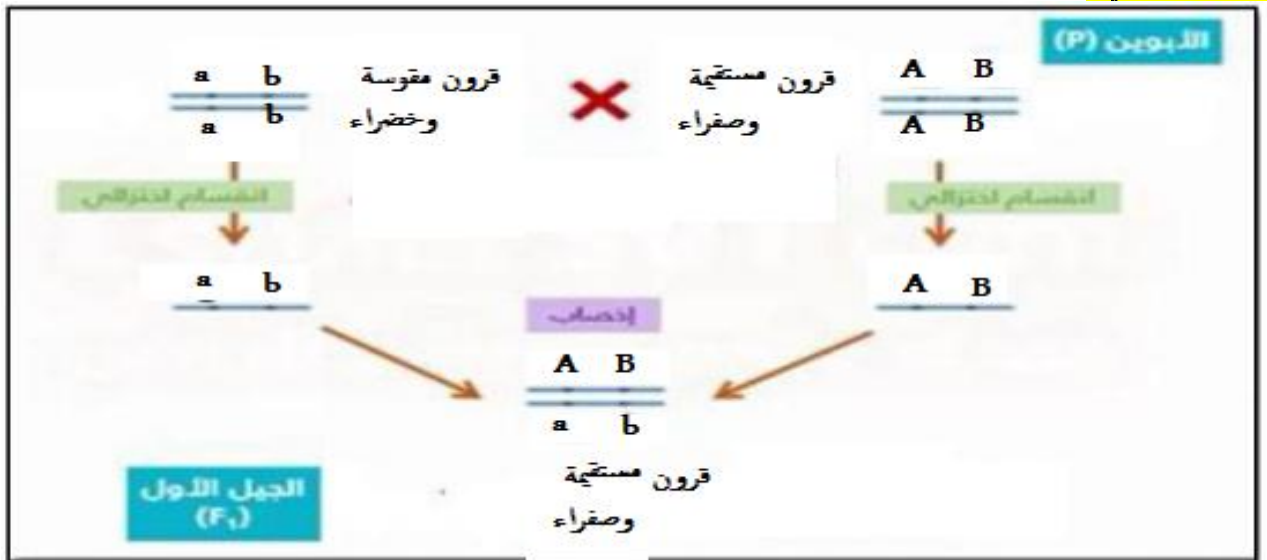 الأبوين (P)
A B
قرون مستقيمة
قرون مقوسة
a b
A B
وصفراء
وخضراء
a b
انقسام اختزالي
انقسام اختزالي
A B
a b
إخصاب
A B
a b
قرون مستقيمة
وصفراء
الجيل الأول
(F₁)